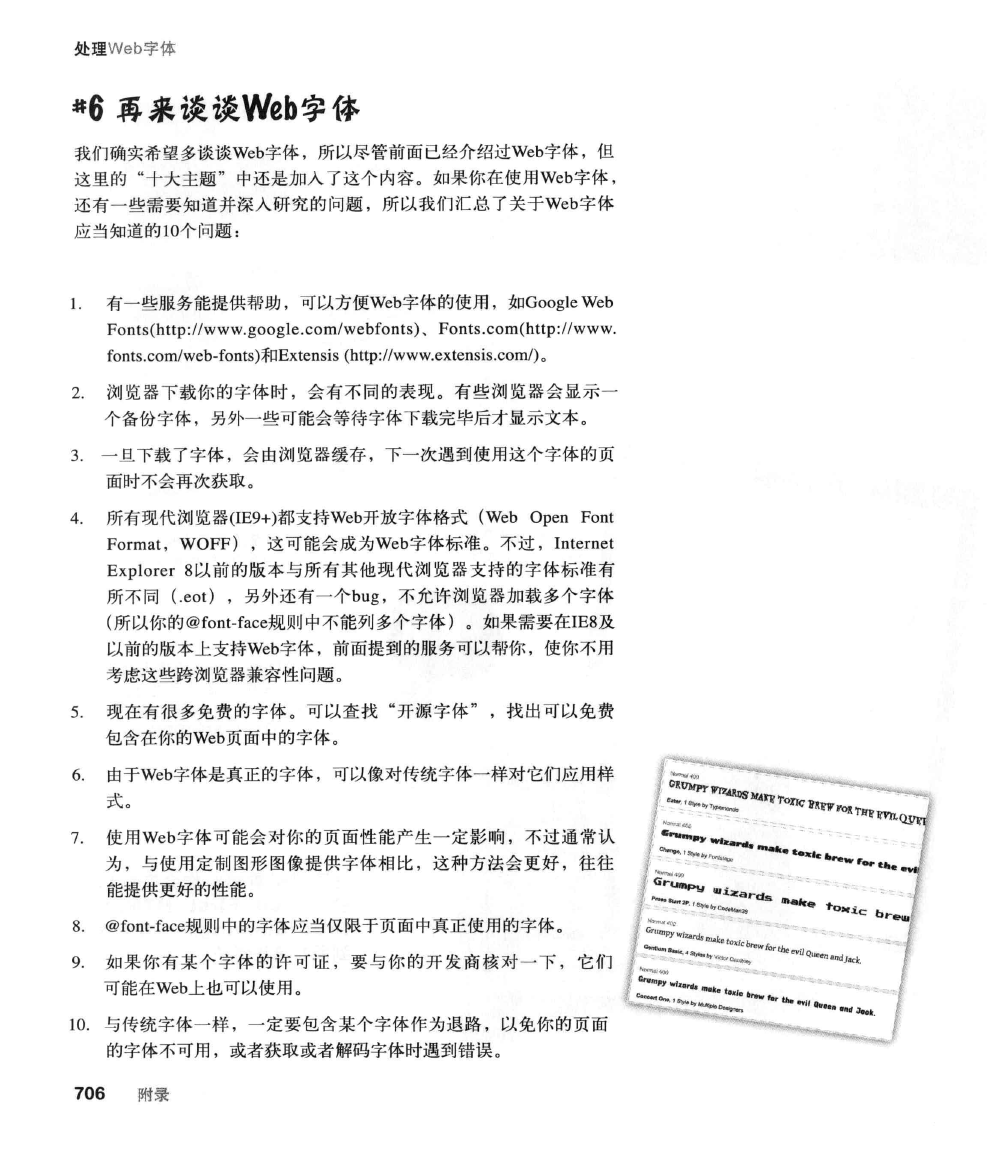 处理Web字体
#6 再来谈谈Web字体
我们确实希望多谈谈Web字体，所以尽管前面已经介绍过Web字体，但
这里的“十大主题”中还是加入了这个内容。如果你在使用Web字体，
还有一些需要知道并深入研究的问题，所以我们汇总了关于Web字体
应当知道的10个问题：
1. 有一些服务能提供帮助，可以方便Web字体的使用，如Google Web
Fonts(http://www.google.com/webfonts)、Fonts.com(http://www.
fonts.com/web-fonts)和Extensis (http://www.extensis.com/)。
2. 浏览器下载你的字体时，会有不同的表现。有些浏览器会显示一
个备份字体，另外一些可能会等待字体下载完毕后才显示文本。
3. 一旦下载了字体，会由浏览器缓存，下一次遇到使用这个字体的页
面时不会再次获取。
4. 所有现代浏览器(IE9+)都支持Web开放字体格式（Web Open Font
Format，WOFF），这可能会成为Web字体标准。不过，Internet
Explorer 8以前的版本与所有其他现代浏览器支持的字体标准有
所不同（.eot），另外还有一个bug，不允许浏览器加载多个字体
(所以你的@font-face规则中不能列多个字体）。如果需要在IE8及
以前的版本上支持Web字体，前面提到的服务可以帮你，使你不用
考虑这些跨浏览器兼容性问题。
5. 现在有很多免费的字体。可以查找“开源字体”，找出可以免费
包含在你的Web页面中的字体。
6. 由于Web字体是真正的字体，可以像对传统字体一样对它们应用样
式。
7. 使用Web字体可能会对你的页面性能产生一定影响，不过通常认
为，与使用定制图形图像提供字体相比，这种方法会更好，往往
能提供更好的性能。
8. @font-face规则中的字体应当仅限于页面中真正使用的字体。
9. 如果你有某个字体的许可证，要与你的开发商核对一下，它们
可能在Web上也可以使用。
10. 与传统字体一样，一定要包含某个字体作为退路，以免你的页面
的字体不可用，或者获取或者解码字体时遇到错误。
Normal 400
GRUMPY WIZARDS MAKE TOXIC BREW FOR THE EVIL QUEE
Eater, 1 Style by Typomondo
Normal 400
Grumpy wizards make toxic brew for the evil
Chango, 1 Style by Fontstage
Normal 400
Grumpy wizards make toxic brew
Press Start 2P, 1 Style by CodeMan38
Normal 400
Grumpy wizards make toxic brew for the evil Queen and Jack.
Gentium Basic, 4 Styles by Victor Gaultney
Normal 400
Grumpy wizards make toxic brew for the evil Queen and Jack.
Concert One, 1 Style by Multiple Designers
706 附录